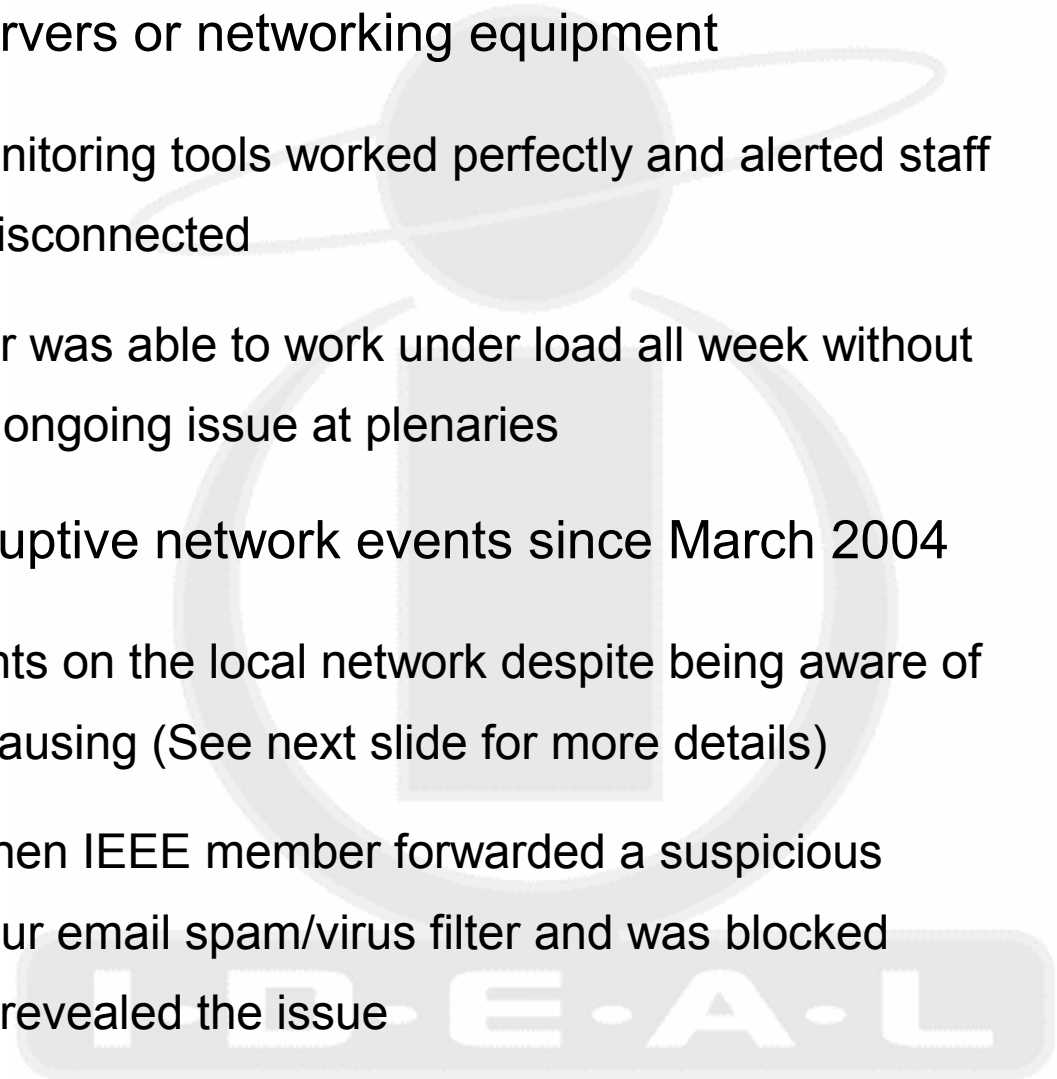 rvers or networking equipment
nitoring tools worked perfectly and alerted staff
isconnected
r was able to work under load all week without
ongoing issue at plenaries
uptive network events since March 2004
nts on the local network despite being aware of
ausing (See next slide for more details)
hen IEEE member forwarded a suspicious
ur email spam/virus filter and was blocked
revealed the issue
I•D•E•A•L